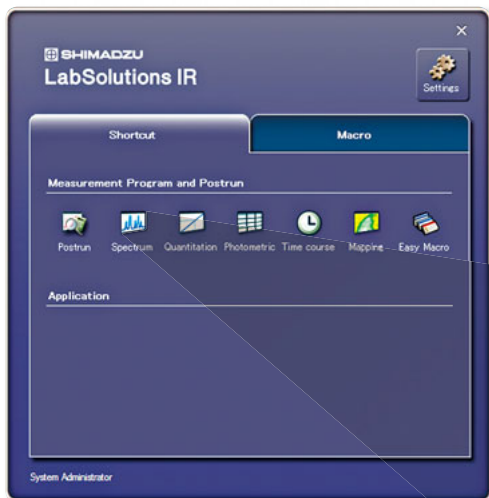 SHIMADZU
LabSolutions IR
Settings
Shortcut Macro
Measurement Program and Postrun
Postrun Spectrum Quantitation Photometric Time course Mapping Easy Macro
Application
System Administrator